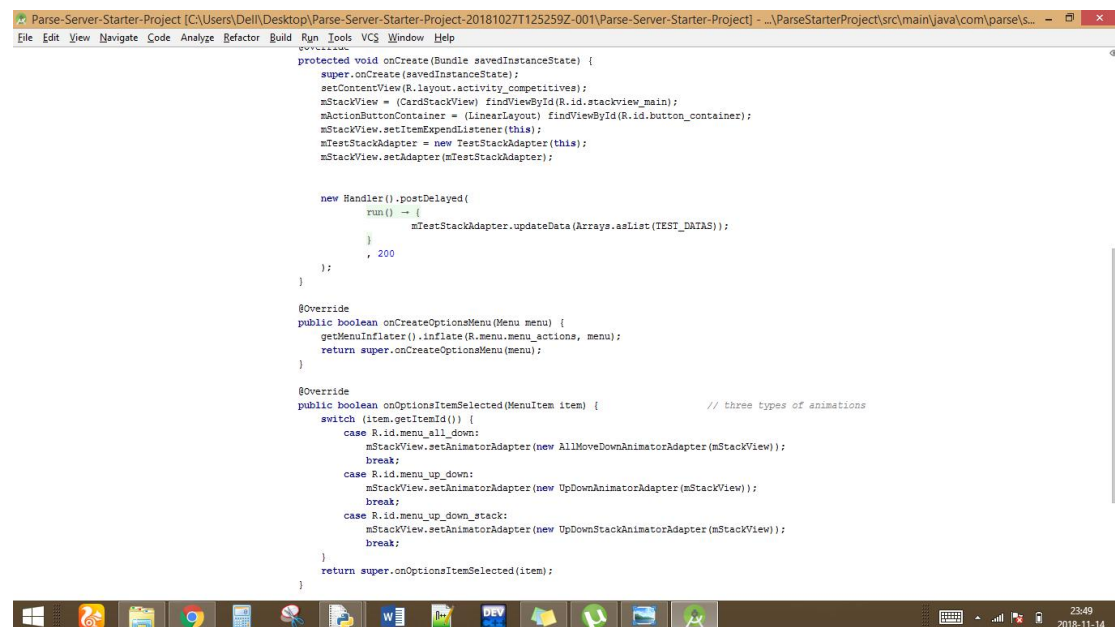 Parse-Server-Starter-Project [C:\Users\Dell\Desktop\Parse-Server-Starter-Project-20181027T125259Z-001\Parse-Server-Starter-Project] - ...\ParseStarterProject\src\main\java\com\parse\s...
File Edit View Navigate Code Analyze Refactor Build Run Tools VCS Window Help
@Override
protected void onCreate(Bundle savedInstanceState) {
super.onCreate(savedInstanceState);
setContentView(R.layout.activity_competitives);
mStackView = (CardStackView) findViewById(R.id.stackview_main);
mActionButtonContainer = (LinearLayout) findViewById(R.id.button_container);
mStackView.setItemExpendListener(this);
mTestStackAdapter = new TestStackAdapter(this);
mStackView.setAdapter(mTestStackAdapter);
new Handler().postDelayed(
run() → {
mTestStackAdapter.updateData(Arrays.asList(TEST_DATAS));
}
, 200
);
}
@Override
public boolean onCreateOptionsMenu(Menu menu) {
getMenuInflater().inflate(R.menu.menu_actions, menu);
return super.onCreateOptionsMenu(menu);
}
@Override
public boolean onOptionsItemSelected(MenuItem item) { // three types of animations
switch (item.getItemId()) {
case R.id.menu_all_down:
mStackView.setAnimatorAdapter(new AllMoveDownAnimatorAdapter(mStackView));
break;
case R.id.menu_up_down:
mStackView.setAnimatorAdapter(new UpDownAnimatorAdapter(mStackView));
break;
case R.id.menu_up_down_stack:
mStackView.setAnimatorAdapter(new UpDownStackAnimatorAdapter(mStackView));
break;
}
return super.onOptionsItemSelected(item);
}
DEV
23:49
2018-11-14